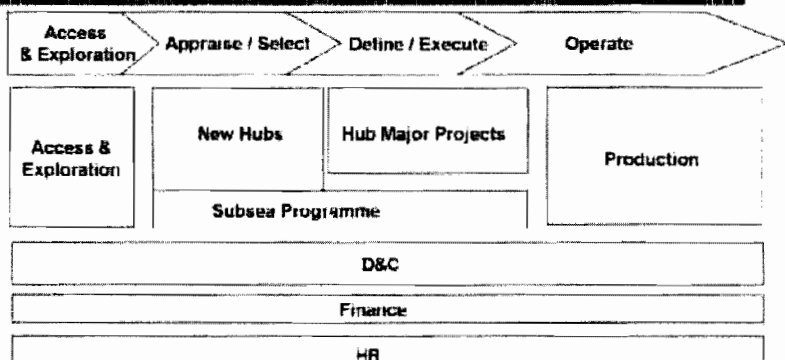 Access
& Exploration
Appraise / Select
Define / Execute
Operate
Access &
Exploration
New Hubs
Hub Major Projects
Production
Subsea Programme
D&C
Finance
HR